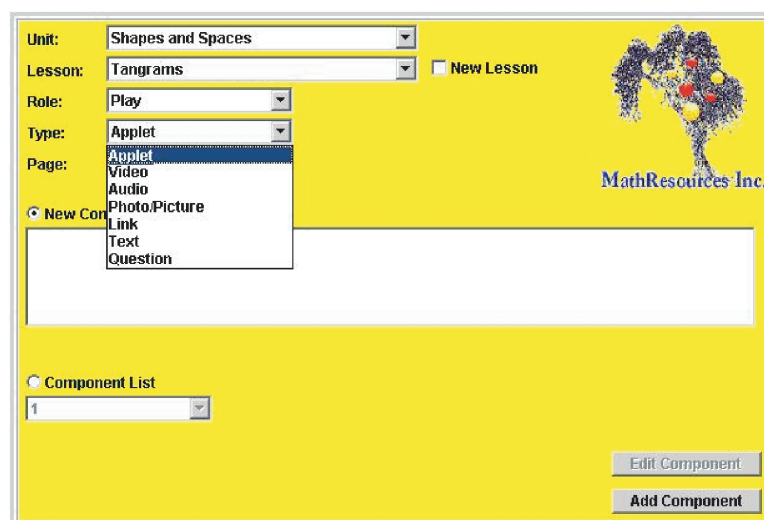 Unit: Shapes and Spaces
Lesson: Tangrams New Lesson
Role: Play
Type: Applet
Page: Applet
Video
Audio
Photo/Picture
New Con
Link
Text
Question
MathResources Inc.
Component List
1
Edit Component
Add Component